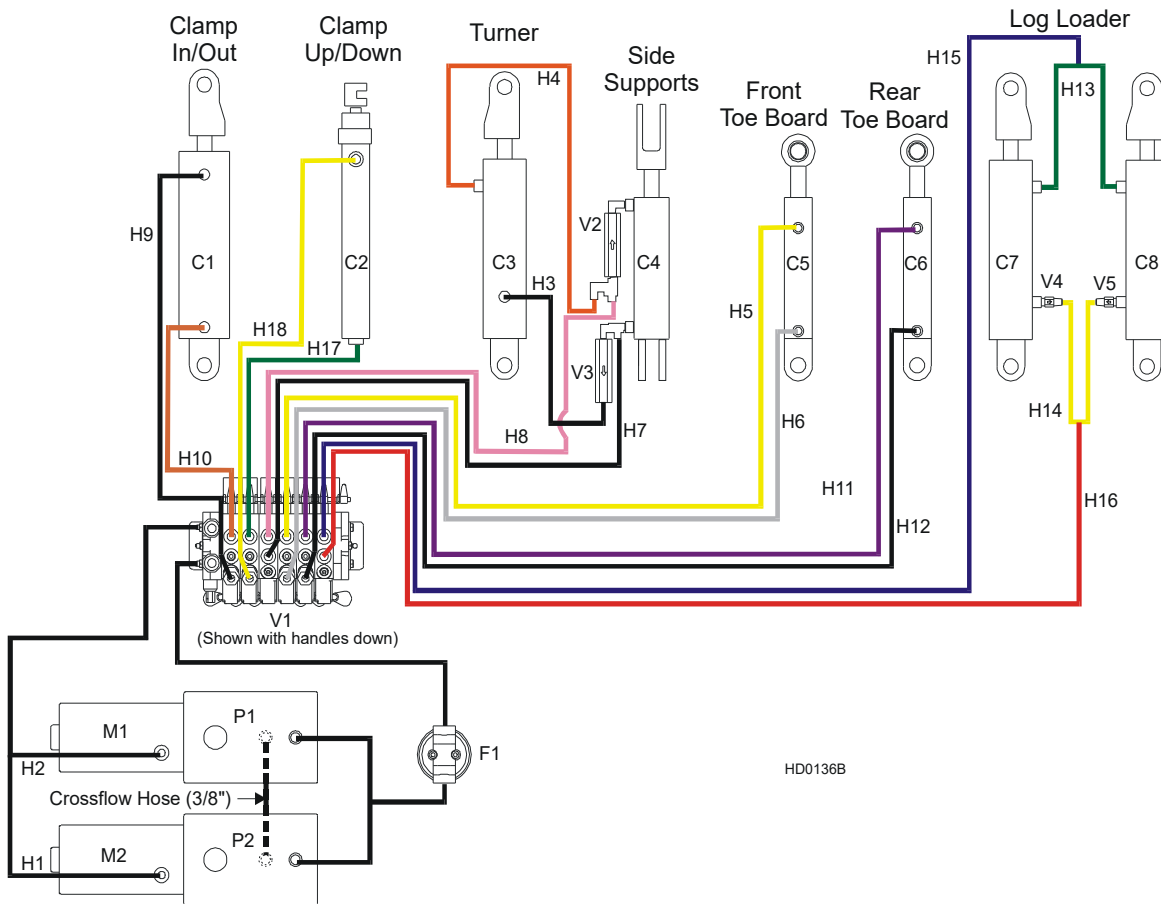 Clamp
In/Out
Clamp
Up/Down
Turner
Side
Supports
Front
Toe Board
Rear
Toe Board
Log Loader
H15
H4
H13
H9
V2
C1
C2
C3
C4
C5
C6
C7
C8
H3
V4
V5
H18
H5
H17
V3
H14
H6
H7
H8
H10
H11
H16
H12
V1
(Shown with handles down)
M1
P1
F1
H2
HD0136B
Crossflow Hose (3/8")
P2
M2
H1